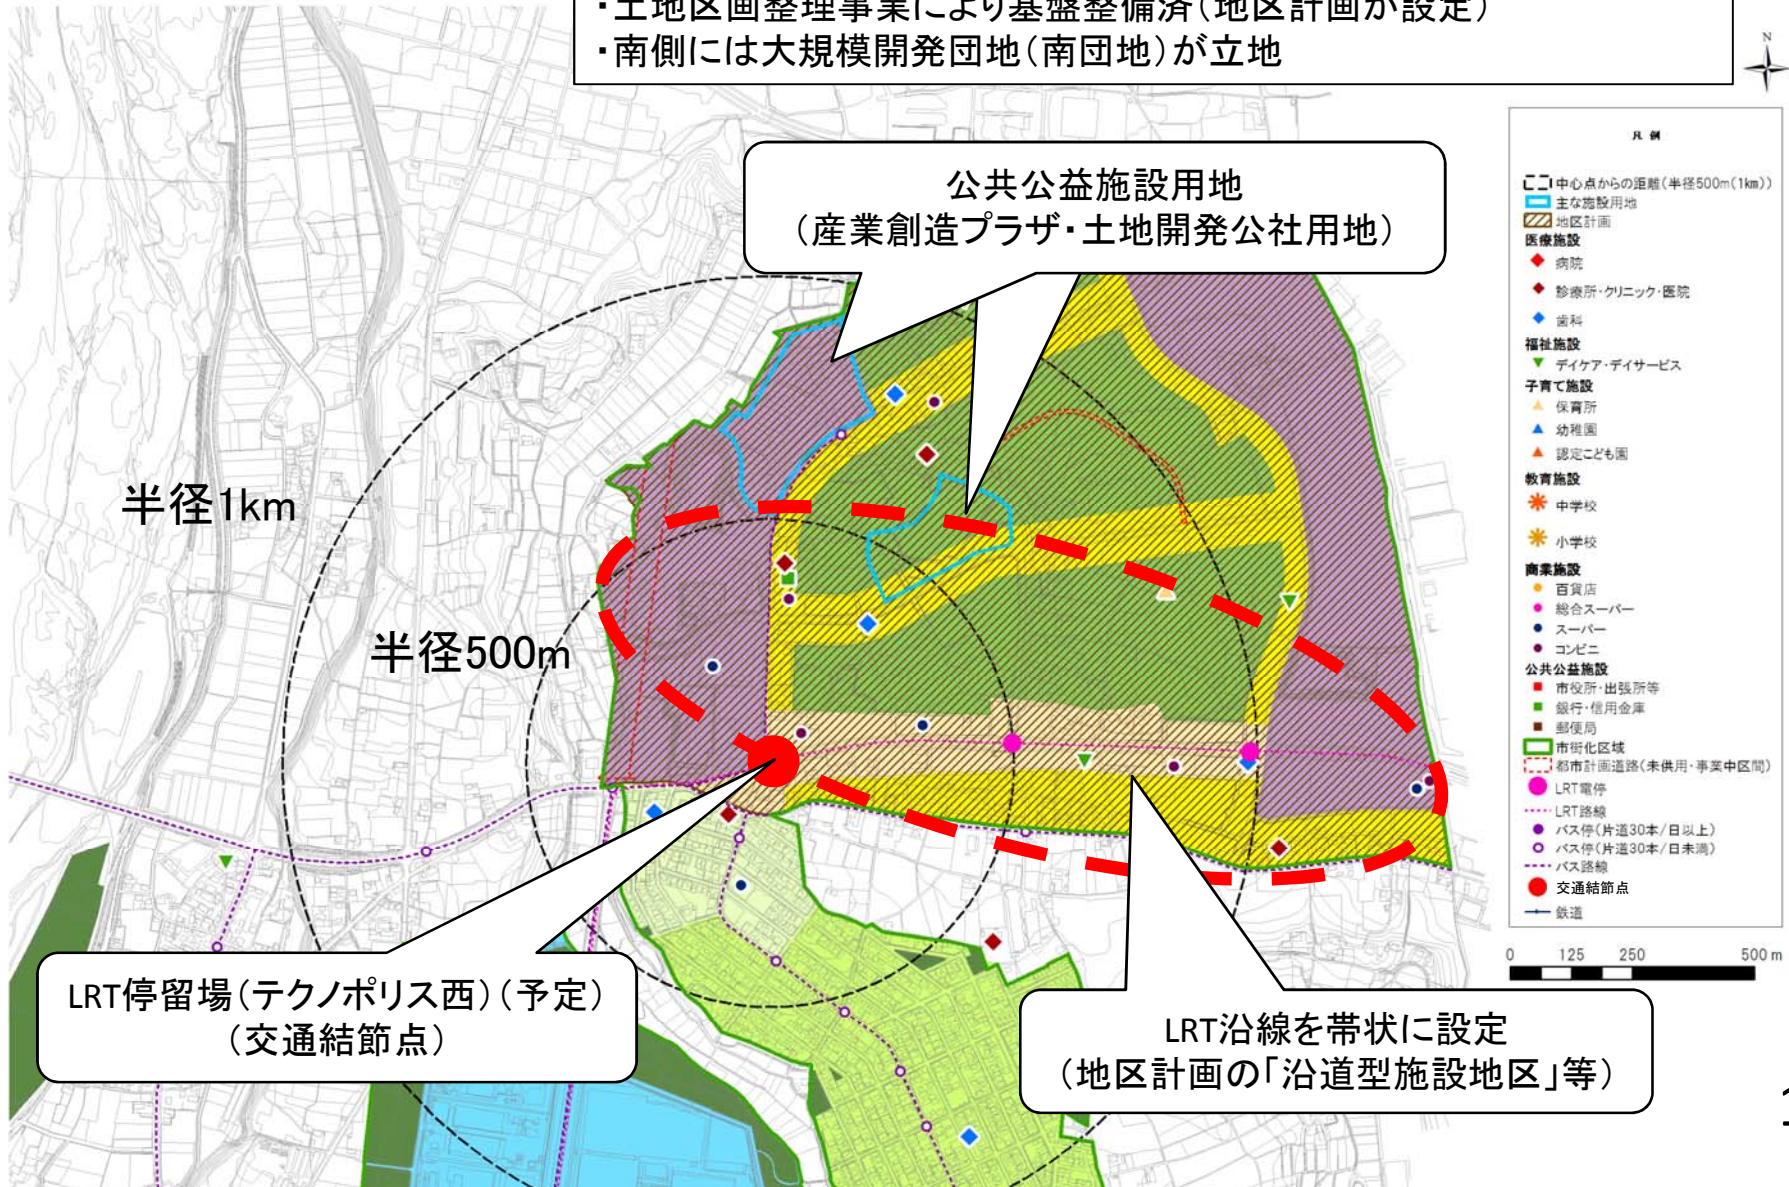 ・土地区画整理事業により基盤整備済（地区計画が設定）
・南側には大規模開発団地（南団地）が立地
N
公共公益施設用地
（産業創造プラザ・土地開発公社用地）
半径1km
半径500m
LRT停留場（テクノポリス西）（予定）
（交通結節点）
LRT沿線を帯状に設定
（地区計画の「沿道型施設地区」等）
凡例
中心点からの距離（半径500m（1km））
主な施設用地
地区計画
医療施設
病院
診療所・クリニック・医院
歯科
福祉施設
デイケア・デイサービス
子育て施設
保育所
幼稚園
認定こども園
教育施設
中学校
小学校
商業施設
百貨店
総合スーパー
スーパー
コンビニ
公共公益施設
市役所・出張所等
銀行・信用金庫
郵便局
市街化区域
都市計画道路（未供用・事業中区間）
LRT電停
LRT路線
バス停（片道30本/日以上）
バス停（片道30本/日未満）
バス路線
交通結節点
鉄道
0 125 250 500 m